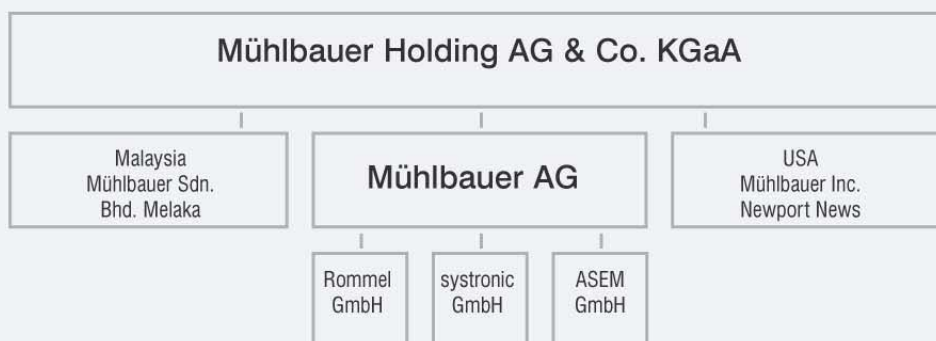 Mühlbauer Holding AG & Co. KGaA
Malaysia
Mühlbauer Sdn.
Bhd. Melaka
Mühlbauer AG
USA
Mühlbauer Inc.
Newport News
Rommel
GmbH
systronic
GmbH
ASEM
GmbH